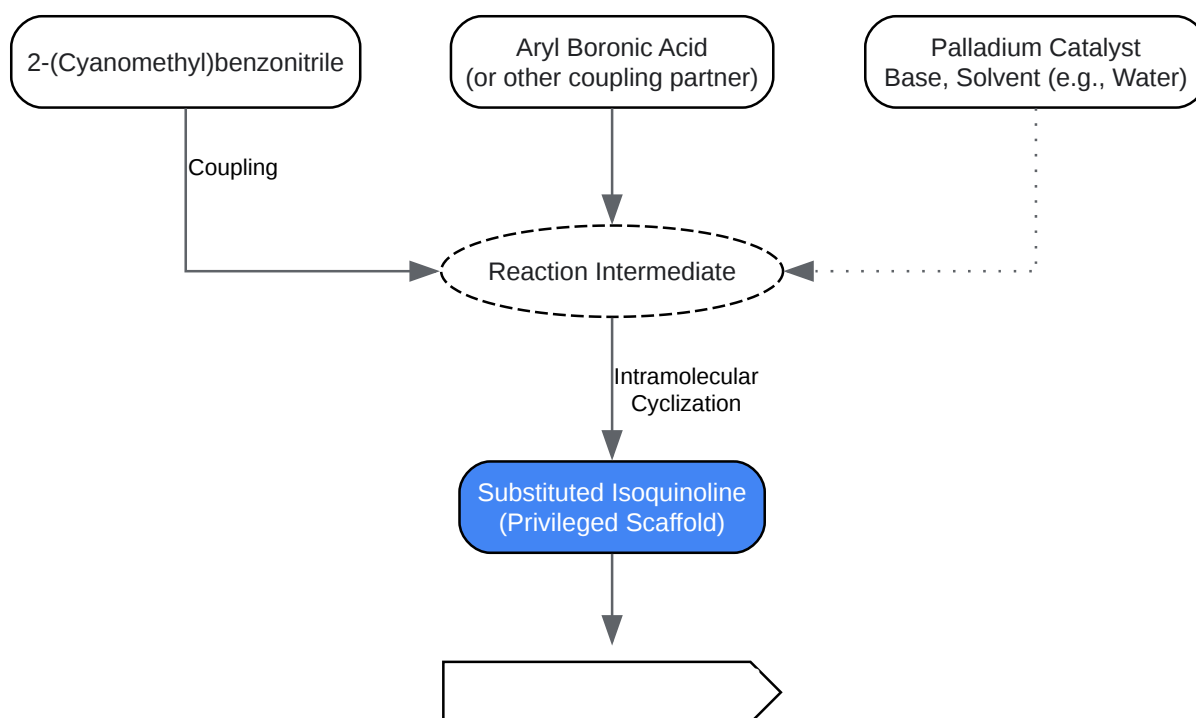 2-(Cyanomethyl)benzonitrile
Aryl Boronic Acid
(or other coupling partner)
Palladium Catalyst
Base, Solvent (e.g., Water)
Coupling
Reaction Intermediate
Intramolecular
Cyclization
Substituted Isoquinoline
(Privileged Scaffold)